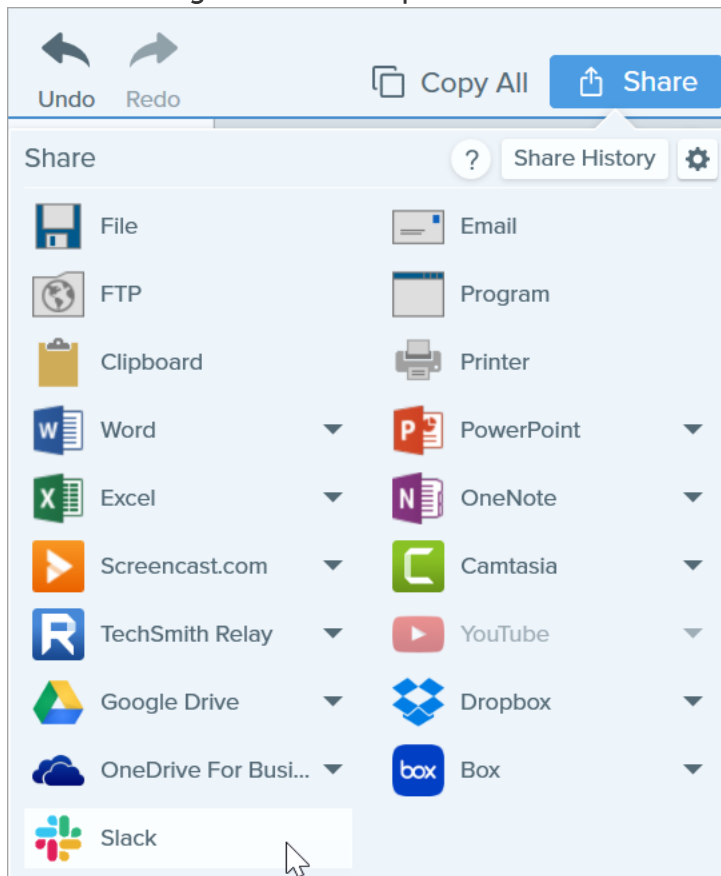 Undo Redo Copy All Share
Share ? Share History
File Email
FTP Program
Clipboard Printer
Word PowerPoint
Excel OneNote
Screencast.com Camtasia
TechSmith Relay YouTube
Google Drive Dropbox
OneDrive For Busi... box Box
Slack